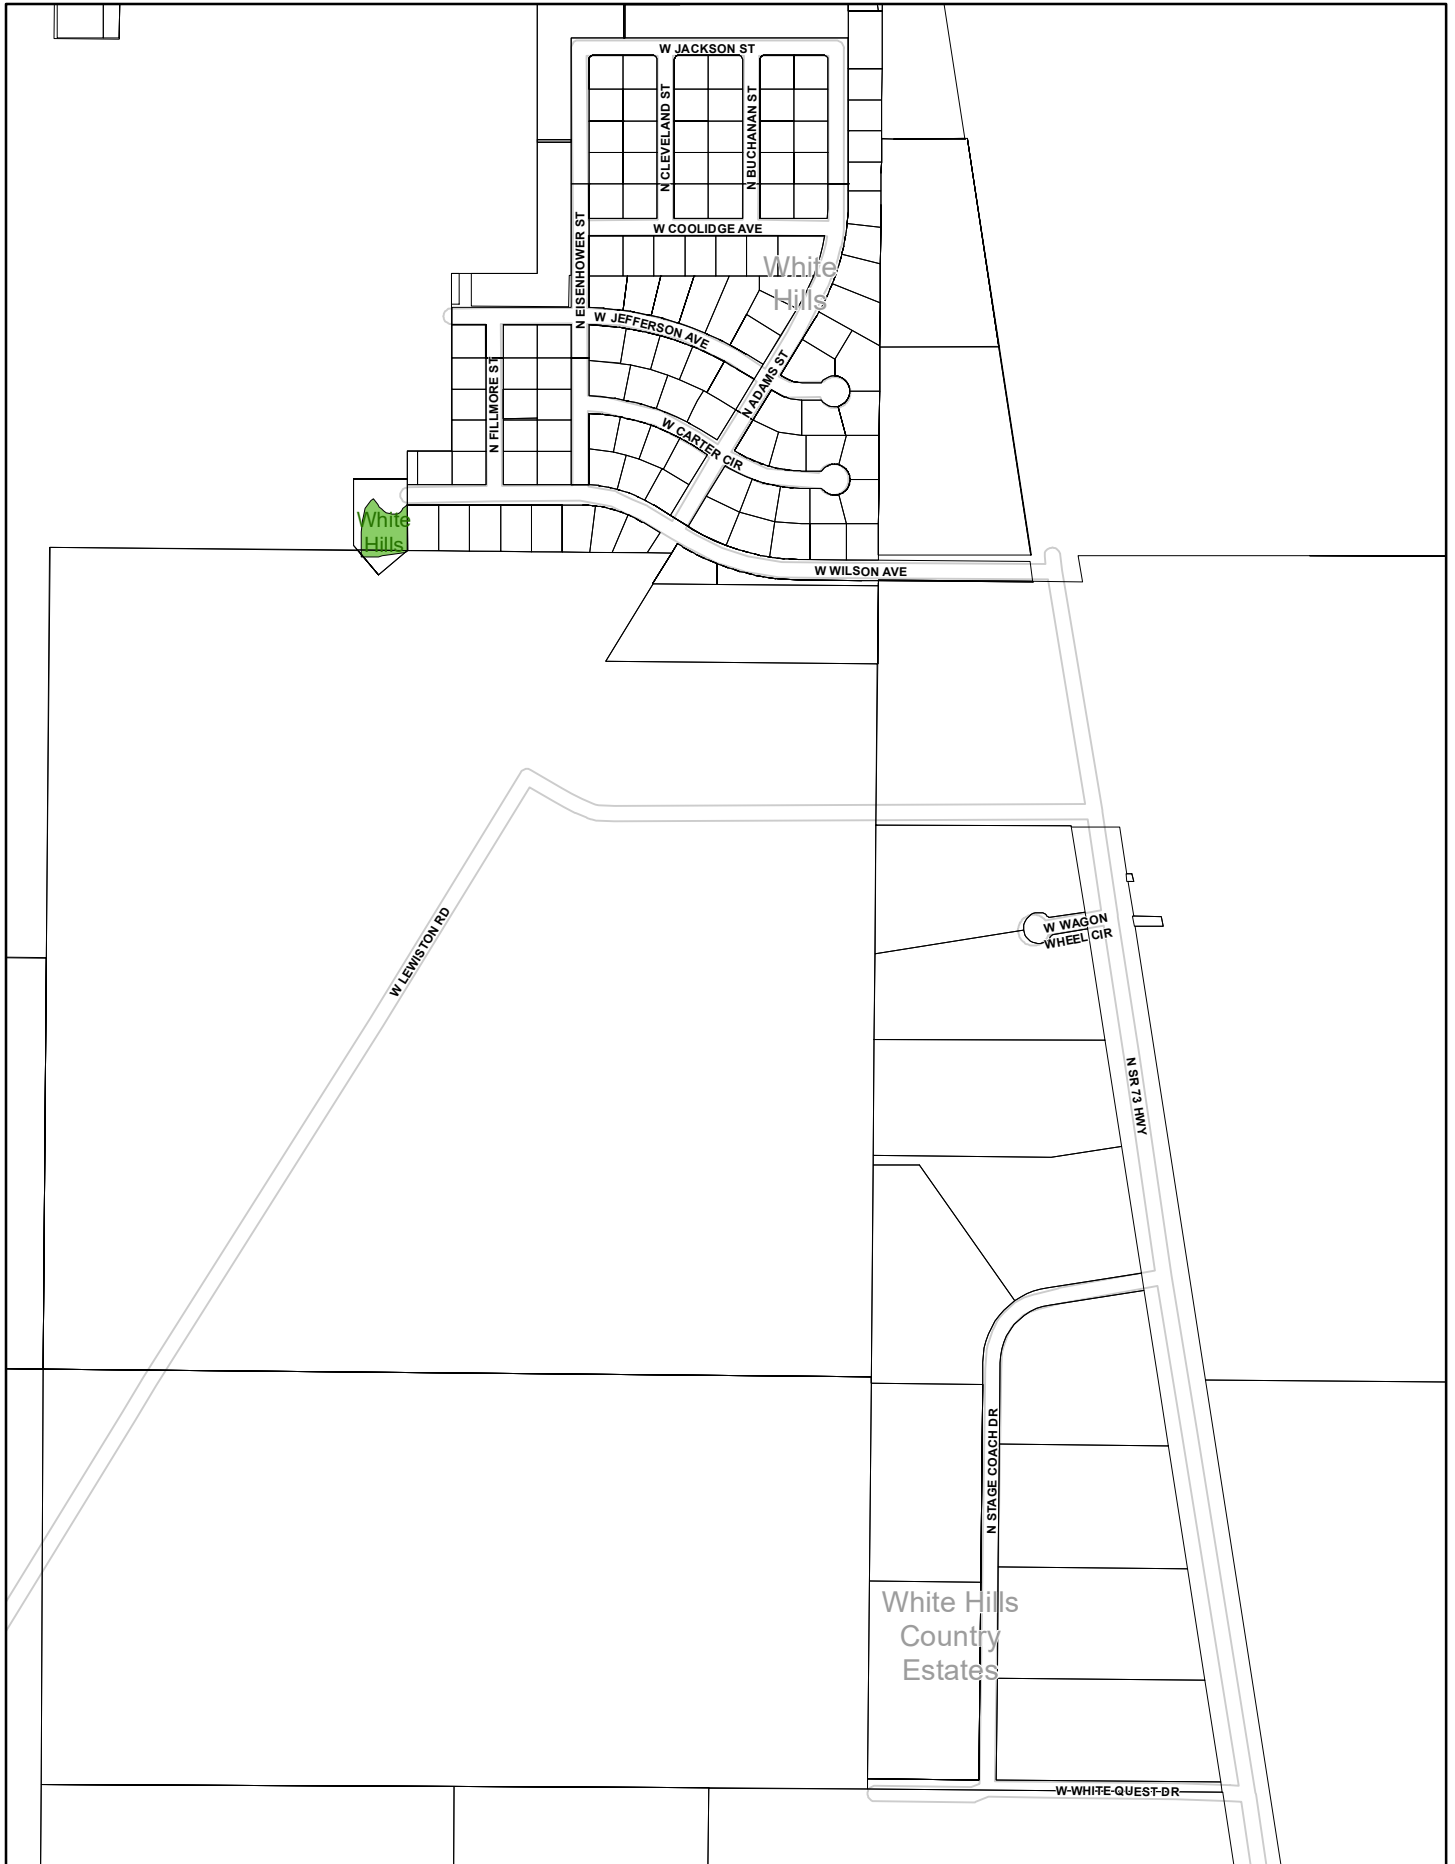 W JACKSON ST
N CLEVELAND ST
N BUCHANAN ST
W COOLIDGE AVE
N EISENHOWER ST
White
Hills
W JEFFERSON AVE
N ADAMS ST
N FILLMORE ST
W CARTER CIR
White
Hills
W WILSON AVE
W LEWISTON RD
W WAGON
WHEEL CIR
N SR 73 HWY
N STAGE COACH DR
White Hills
Country
Estates
W WHITE QUEST DR